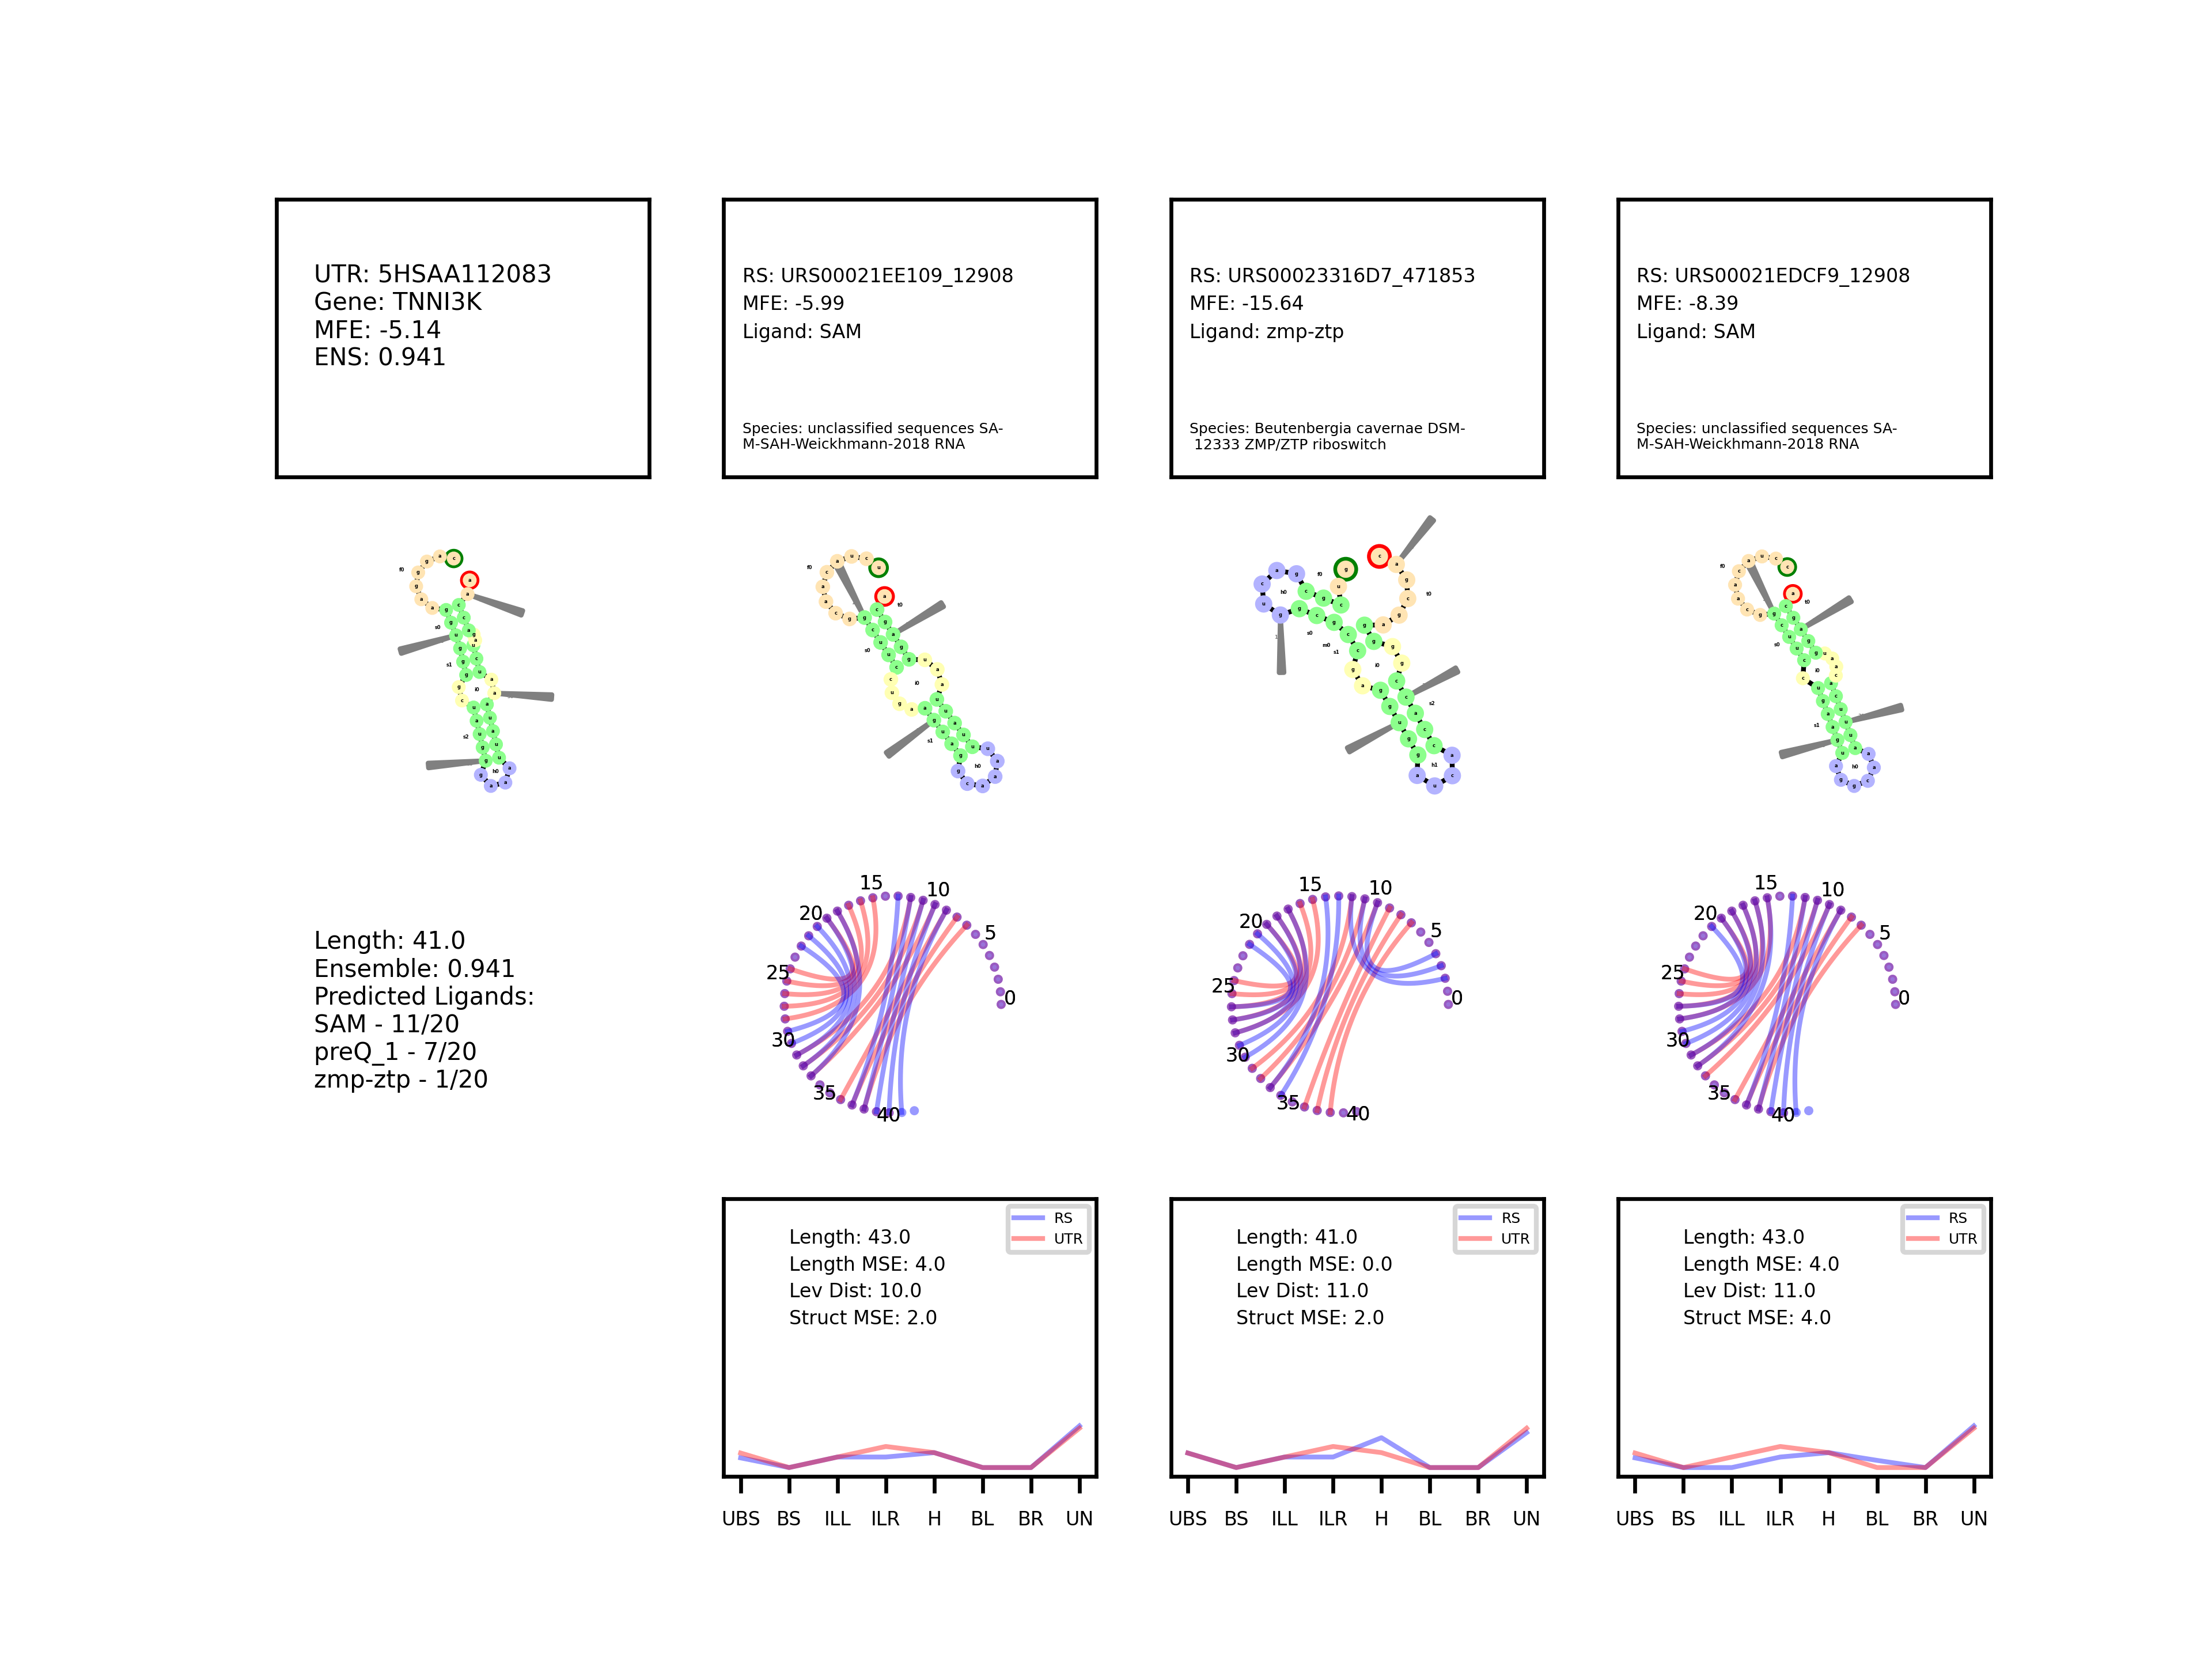 UTR: 5HSAA112083
Gene: TNNI3K
MFE: -5.14
ENS: 0.941
RS: URS00021EE109_12908
MFE: -5.99
Ligand: SAM
Species: unclassified sequences SA-
M-SAH-Weickhmann-2018 RNA
RS: URS00023316D7_471853
MFE: -15.64
Ligand: zmp-ztp
Species: Beutenbergia cavernae DSM-
12333 ZMP/ZTP riboswitch
RS: URS00021EDCF9_12908
MFE: -8.39
Ligand: SAM
Species: unclassified sequences SA-
M-SAH-Weickhmann-2018 RNA
Length: 41.0
Ensemble: 0.941
Predicted Ligands:
SAM - 11/20
preQ_1 - 7/20
zmp-ztp - 1/20
0
5
10
15
20
25
30
35
40
0
5
10
15
20
25
30
35
40
0
5
10
15
20
25
30
35
40
RS
UTR
Length: 43.0
Length MSE: 4.0
Lev Dist: 10.0
Struct MSE: 2.0
UBS BS ILL ILR H BL BR UN
RS
UTR
Length: 41.0
Length MSE: 0.0
Lev Dist: 11.0
Struct MSE: 2.0
UBS BS ILL ILR H BL BR UN
RS
UTR
Length: 43.0
Length MSE: 4.0
Lev Dist: 11.0
Struct MSE: 4.0
UBS BS ILL ILR H BL BR UN